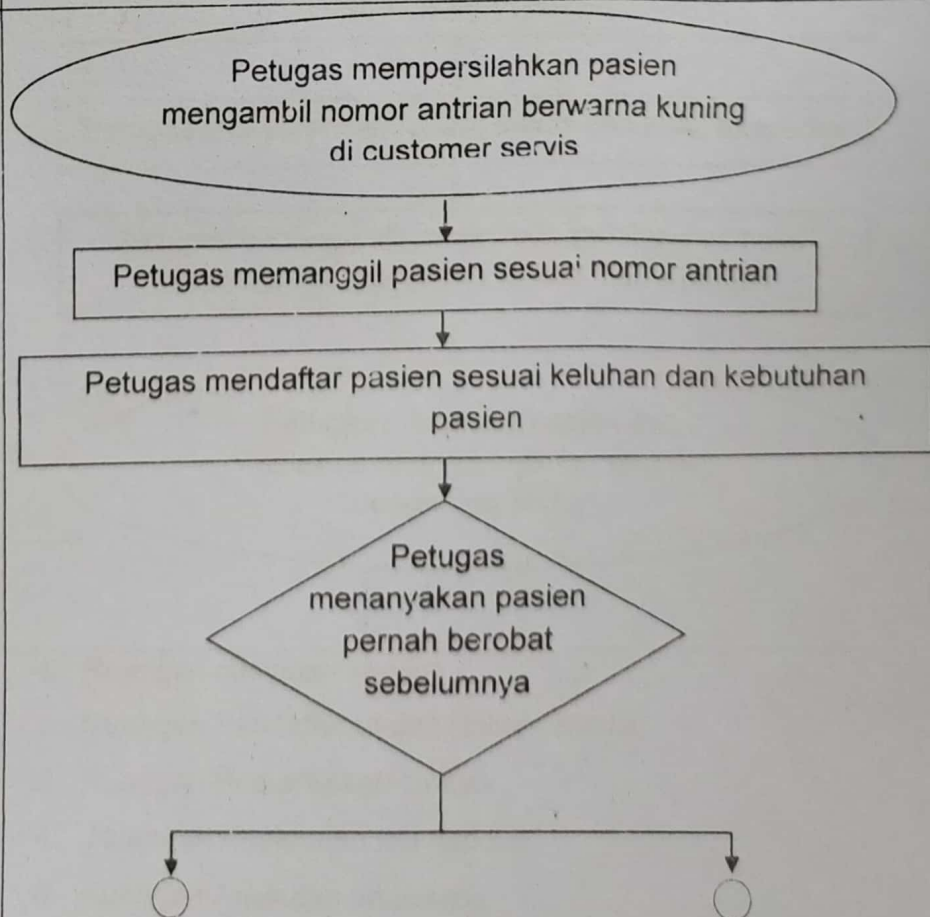 Petugas mempersilahkan pasien
mengambil nomor antrian berwarna kuning
di customer servis
Petugas memanggil pasien sesuai nomor antrian
Petugas mendaftar pasien sesuai keluhan dan kebutuhan
pasien
Petugas
menanyakan pasien
pernah berobat
sebelumnya